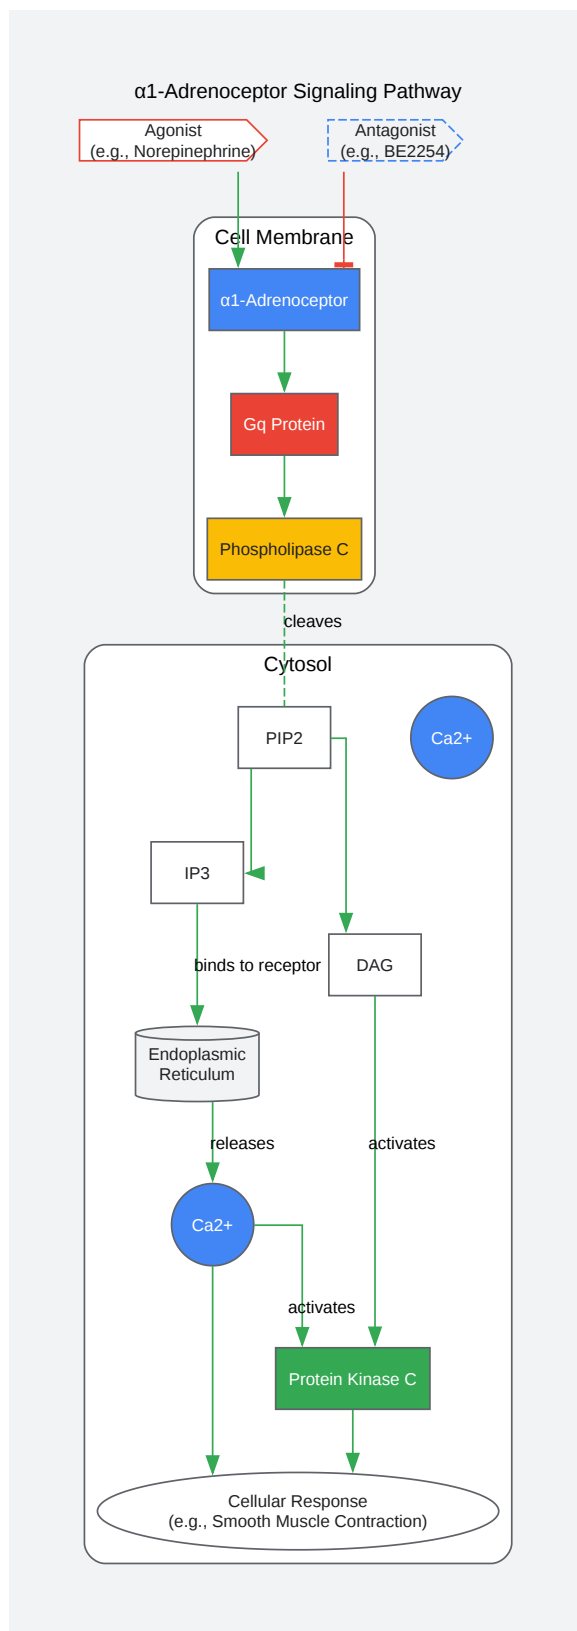 α1-Adrenoceptor Signaling Pathway
Agonist
(e.g., Norepinephrine)
Antagonist
(e.g., BE2254)
Cell Membrane
α1-Adrenoceptor
Gq Protein
Phospholipase C
cleaves
Cytosol
PIP2
Ca2+
IP3
binds to receptor
DAG
Endoplasmic
Reticulum
releases
activates
Ca2+
activates
Protein Kinase C
Cellular Response
(e.g., Smooth Muscle Contraction)